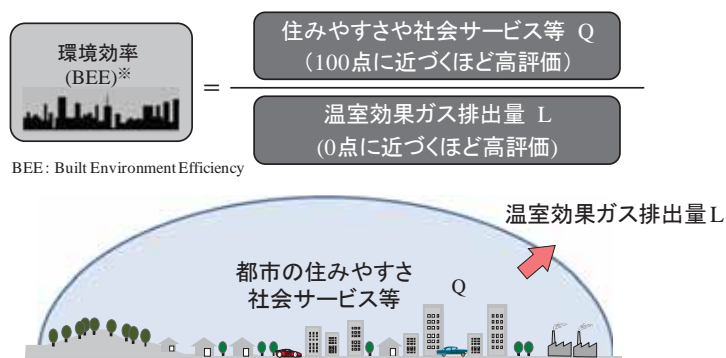 環境効率
(BEE)※
=
住みやすさや社会サービス等 Q
（100点に近づくほど高評価）
温室効果ガス排出量 L
(0点に近づくほど高評価)
BEE : Built Environment Efficiency
温室効果ガス排出量L
都市の住みやすさ
社会サービス等
Q